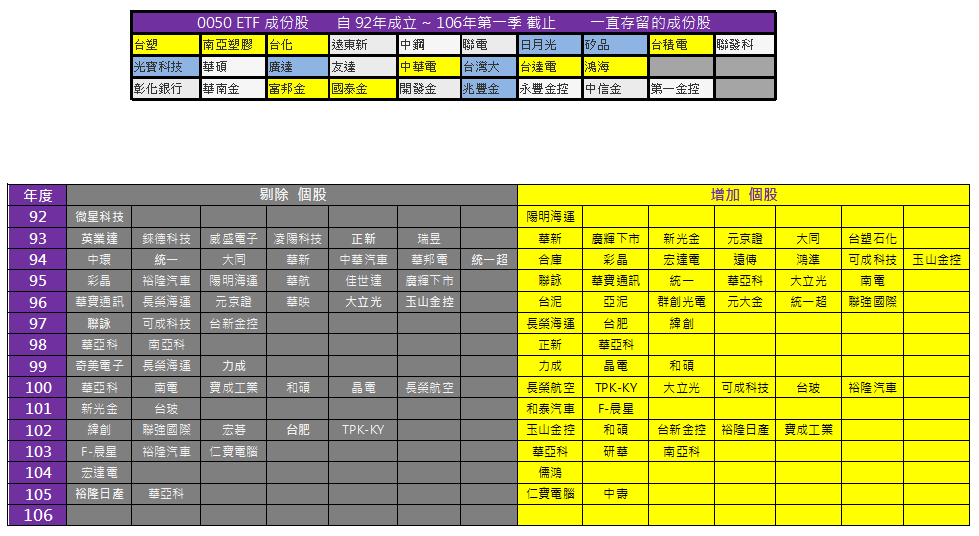 0050 ETF 成份股 自 92年成立 ~ 106年第一季 截止 一直存留的成份股
台塑 南亞塑膠 台化 遠東新 中鋼 聯電 日月光 矽品 台積電 聯發科
光寶科技 華碩 廣達 友達 中華電 台灣大 台達電 鴻海
彰化銀行 華南金 富邦金 國泰金 開發金 兆豐金 永豐金控 中信金 第一金控
年度 剔除 個股 增加 個股
92 微星科技 陽明海運
93 英業達 錸德科技 威盛電子 凌陽科技 正新 瑞昱 華新 廣輝下市 新光金 元京證 大同 台塑石化
94 中環 統一 大同 華新 中華汽車 華邦電 統一超 合庫 彩晶 宏達電 遠傳 鴻準 可成科技 玉山金控
95 彩晶 裕隆汽車 陽明海運 華航 佳世達 廣輝下市 聯詠 華寶通訊 統一 華亞科 大立光 南電
96 華寶通訊 長榮海運 元京證 華映 大立光 玉山金控 台泥 亞泥 群創光電 元大金 統一超 聯強國際
97 聯詠 可成科技 台新金控 長榮海運 台肥 緯創
98 華亞科 南亞科 正新 華亞科
99 奇美電子 長榮海運 力成 力成 晶電 和碩
100 華亞科 南電 寶成工業 和碩 晶電 長榮航空 長榮航空 TPK-KY 大立光 可成科技 台玻 裕隆汽車
101 新光金 台玻 和泰汽車 F-晨星
102 緯創 聯強國際 宏碁 台肥 TPK-KY 玉山金控 和碩 台新金控 裕隆日產 寶成工業
103 F-晨星 裕隆汽車 仁寶電腦 華亞科 研華 南亞科
104 宏達電 儒鴻
105 裕隆日產 華亞科 仁寶電腦 中壽
106